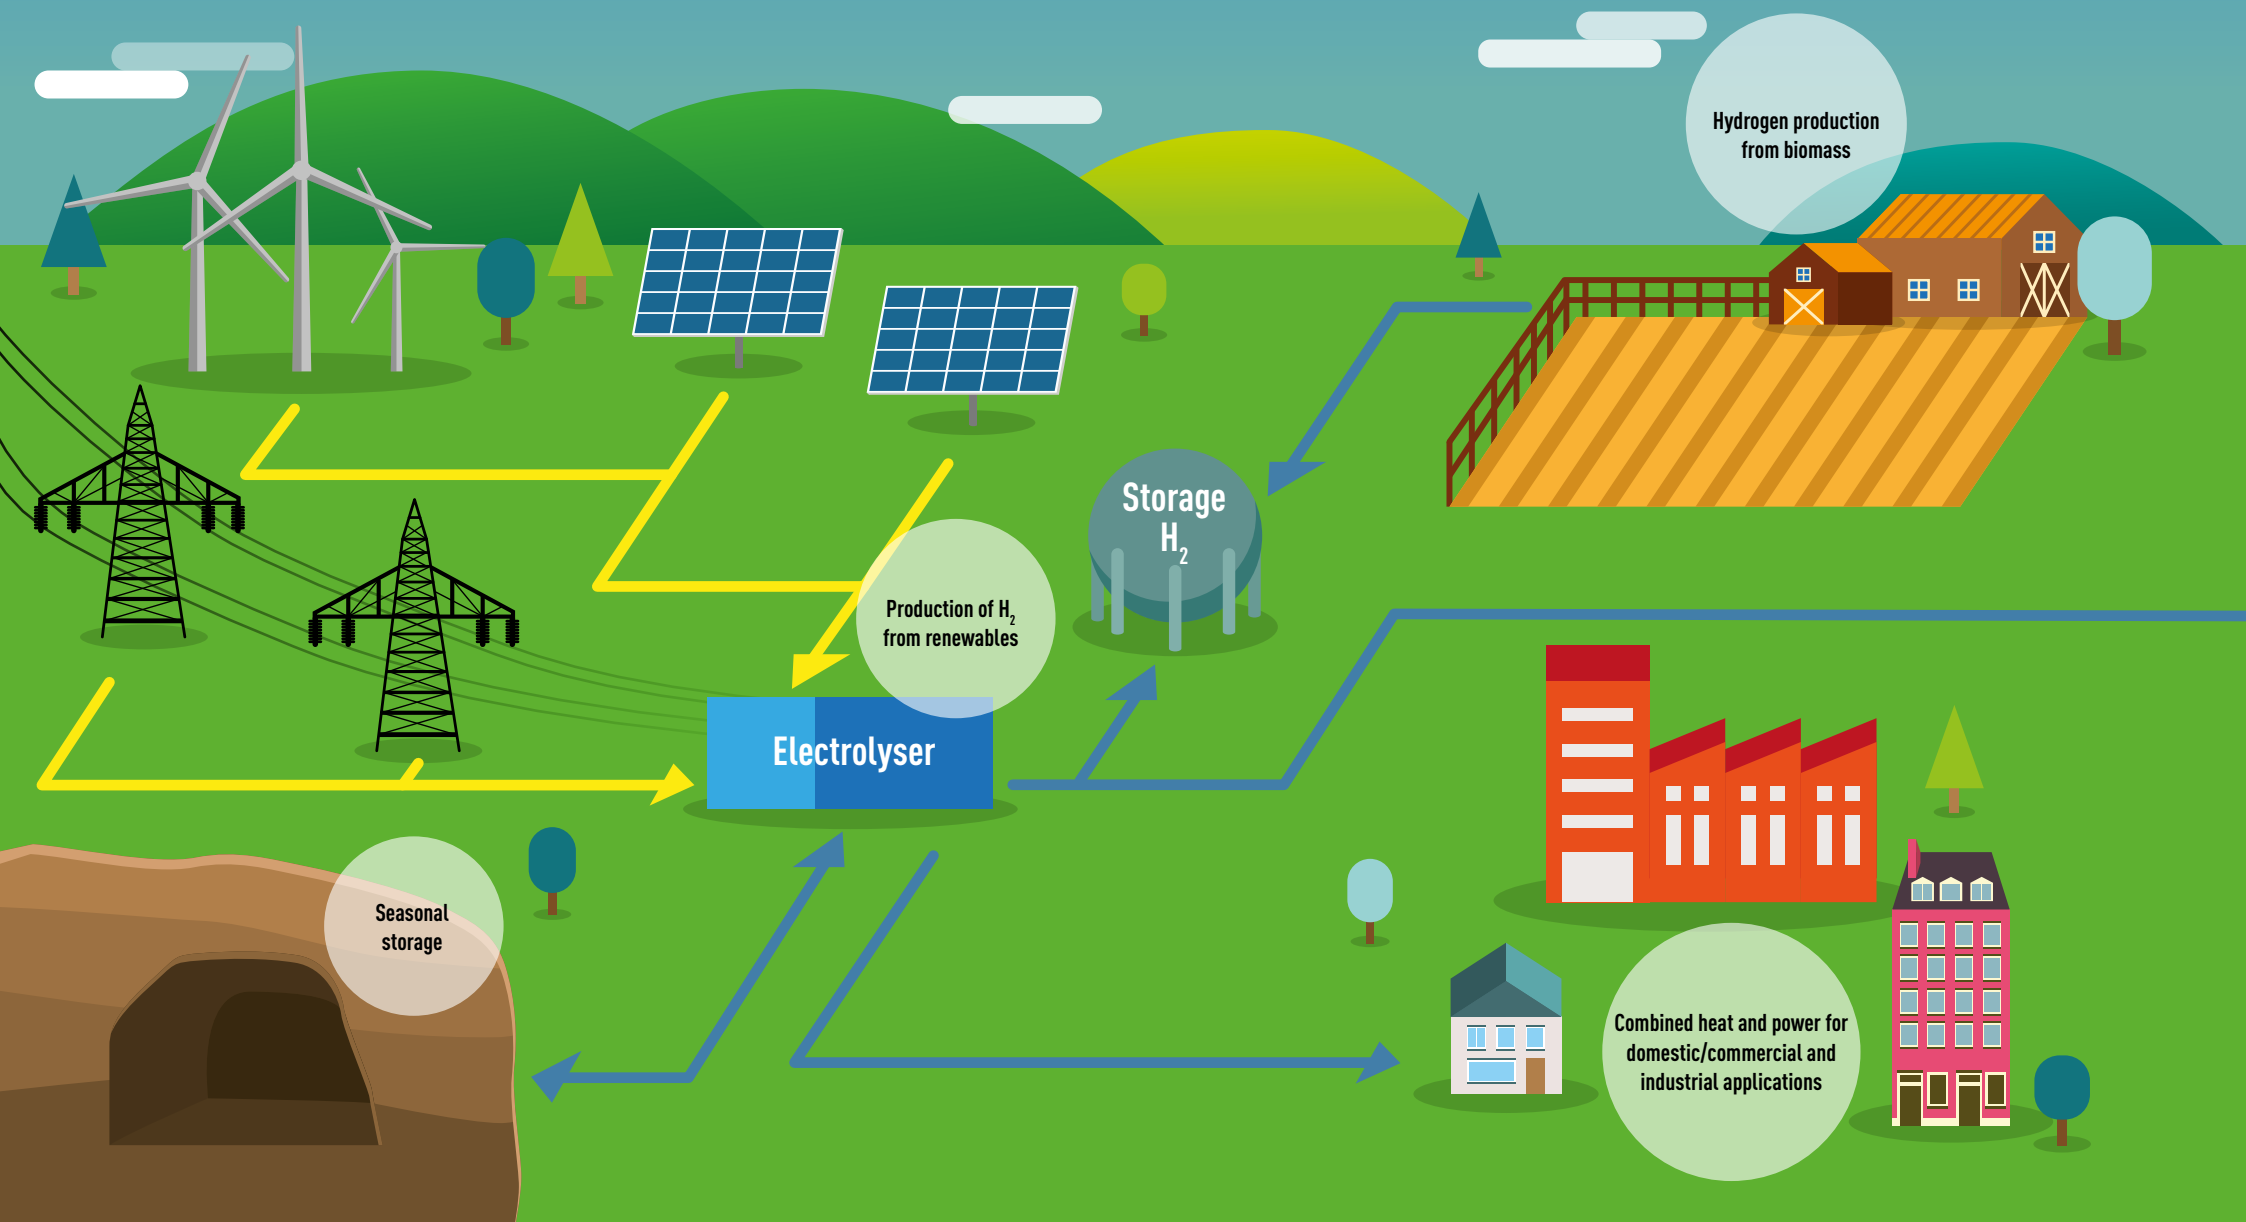 Hydrogen production
from biomass
Storage
H₂
Production of H₂
from renewables
Electrolyser
Seasonal
storage
Combined heat and power for
domestic/commercial and
industrial applications